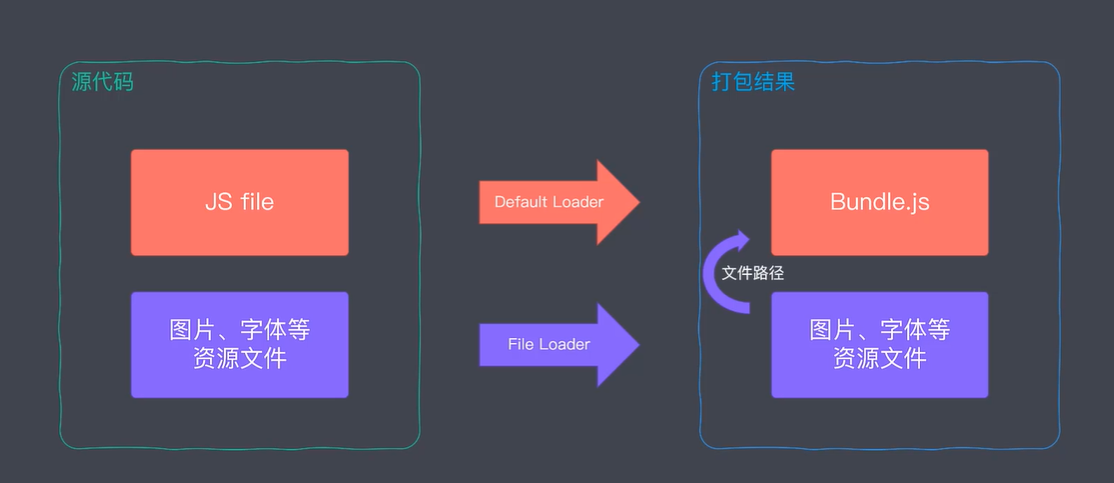 源代码
打包结果
JS file
Default Loader
Bundle.js
文件路径
图片、字体等
资源文件
File Loader
图片、字体等
资源文件